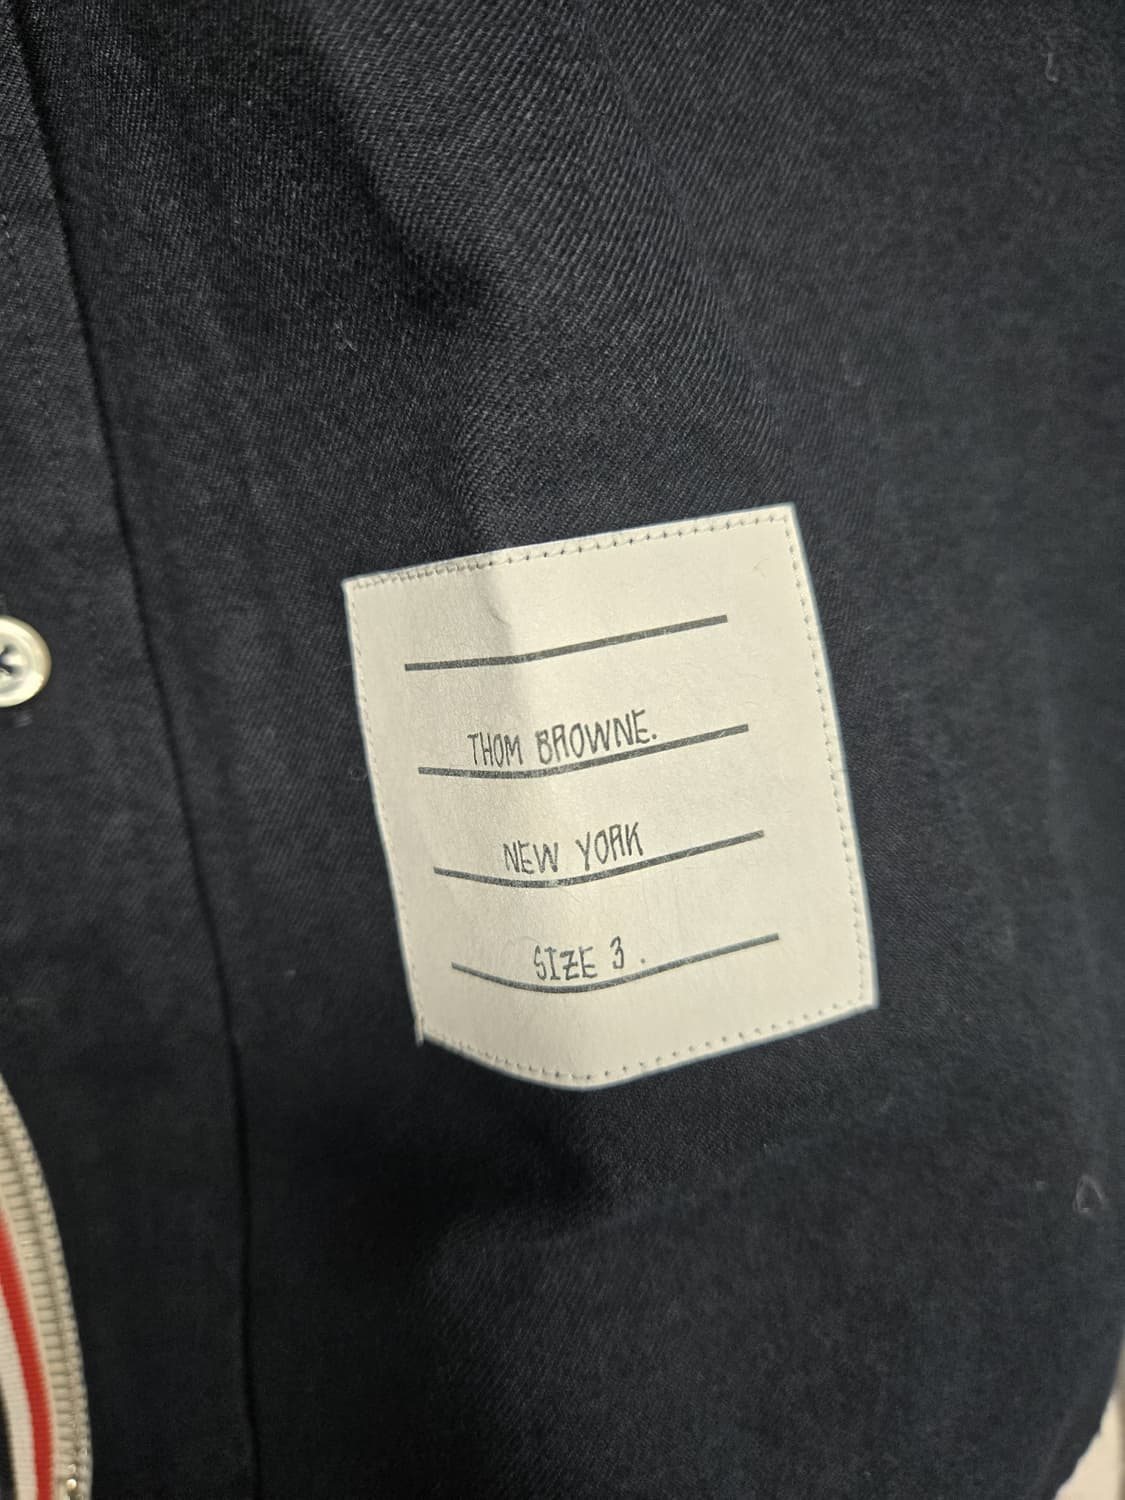 THOM BROWNE.
NEW YORK
SIZE 3.